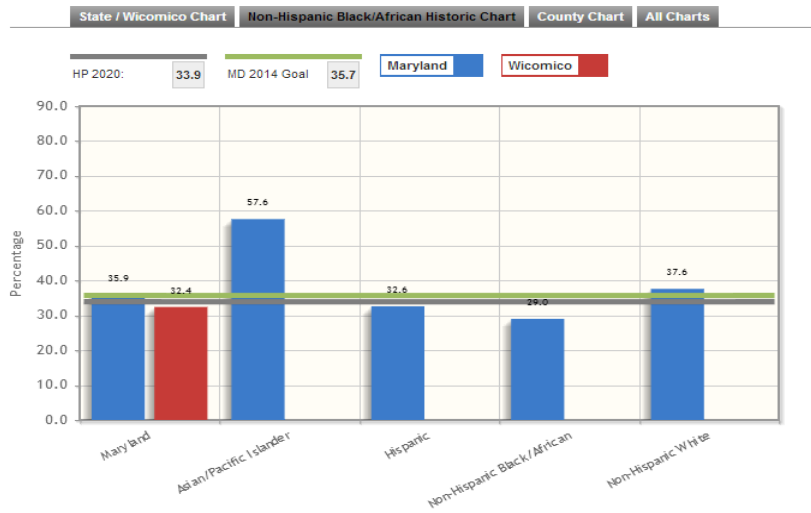 State / Wicomico Chart Non-Hispanic Black/African Historic Chart County Chart All Charts
HP 2020: 33.9 MD 2014 Goal 35.7 Maryland Wicomico
90.0
80.0
70.0
60.0
50.0
40.0
30.0
20.0
10.0
0.0
Percentage
35.9
32.4
57.6
32.6
29.0
37.6
Maryland
Asian/Pacific Islander
Hispanic
Non-Hispanic Black/African
Non-Hispanic White